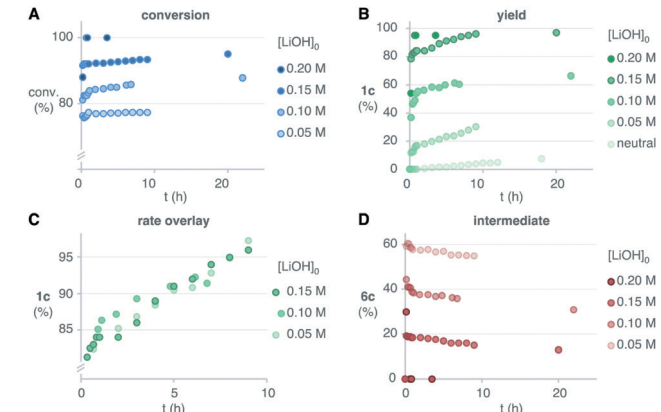 A conversion
[LiOH]0
100
0.20 M
0.15 M
conv.
(%)
0.10 M
80
0.05 M
0 10 20
t (h)
B yield
100
[LiOH]0
80
0.20 M
1c
(%)
60
0.15 M
40
0.10 M
20
0.05 M
0
neutral
0 10 20
t (h)
C rate overlay
95
[LiOH]0
1c
(%)
90
0.15 M
0.10 M
85
0.05 M
0 5 10
t (h)
D intermediate
60
[LiOH]0
40
0.20 M
6c
(%)
0.15 M
20
0.10 M
0.05 M
0
0 10 20
t (h)